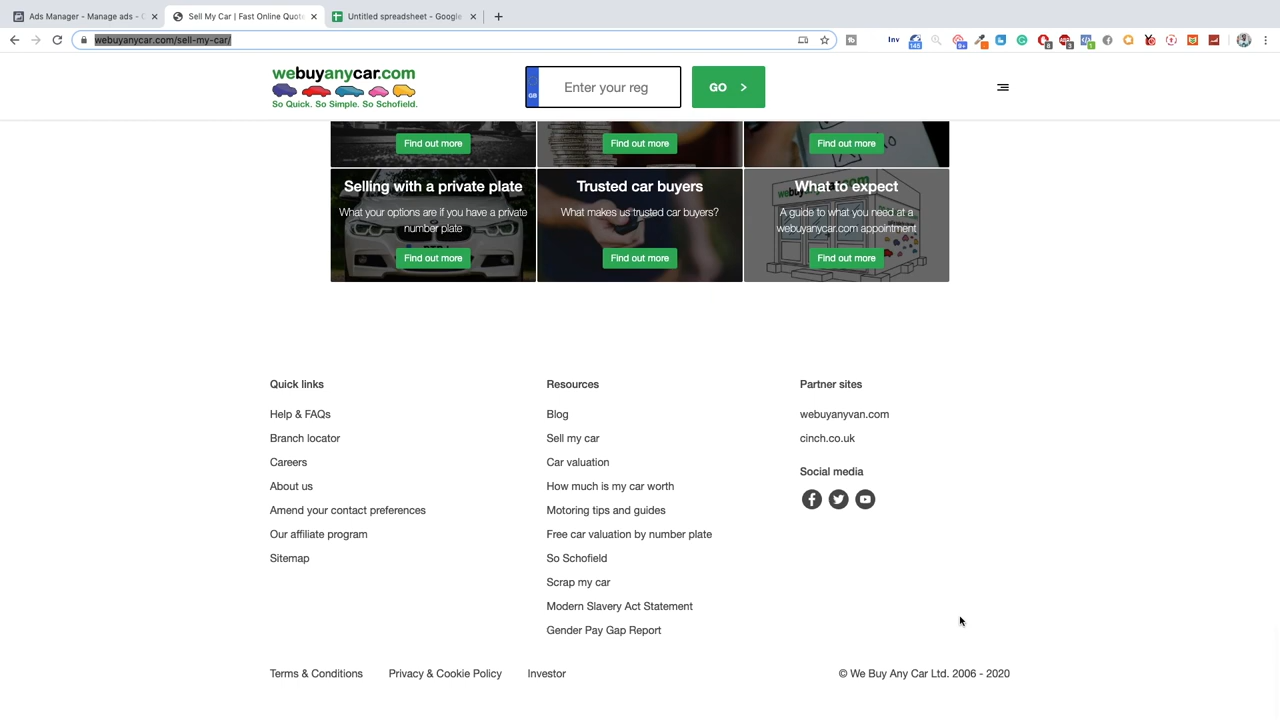 Ads Manager - Manage ads - C
Sell My Car | Fast Online Quote
Untitled spreadsheet - Google
webuyanycar.com/sell-my-car/
Inv
145
9+
8
3
1
webuyanycar.com
So Quick. So Simple. So Schofield.
GB
Enter your reg
GO
Find out more
Find out more
Find out more
Selling with a private plate
What your options are if you have a private
number plate
Find out more
Trusted car buyers
What makes us trusted car buyers?
Find out more
What to expect
A guide to what you need at a
webuyanycar.com appointment
Find out more
Quick links
Help & FAQs
Branch locator
Careers
About us
Amend your contact preferences
Our affiliate program
Sitemap
Resources
Blog
Sell my car
Car valuation
How much is my car worth
Motoring tips and guides
Free car valuation by number plate
So Schofield
Scrap my car
Modern Slavery Act Statement
Gender Pay Gap Report
Partner sites
webuyanyvan.com
cinch.co.uk
Social media
Terms & Conditions
Privacy & Cookie Policy
Investor
© We Buy Any Car Ltd. 2006 - 2020